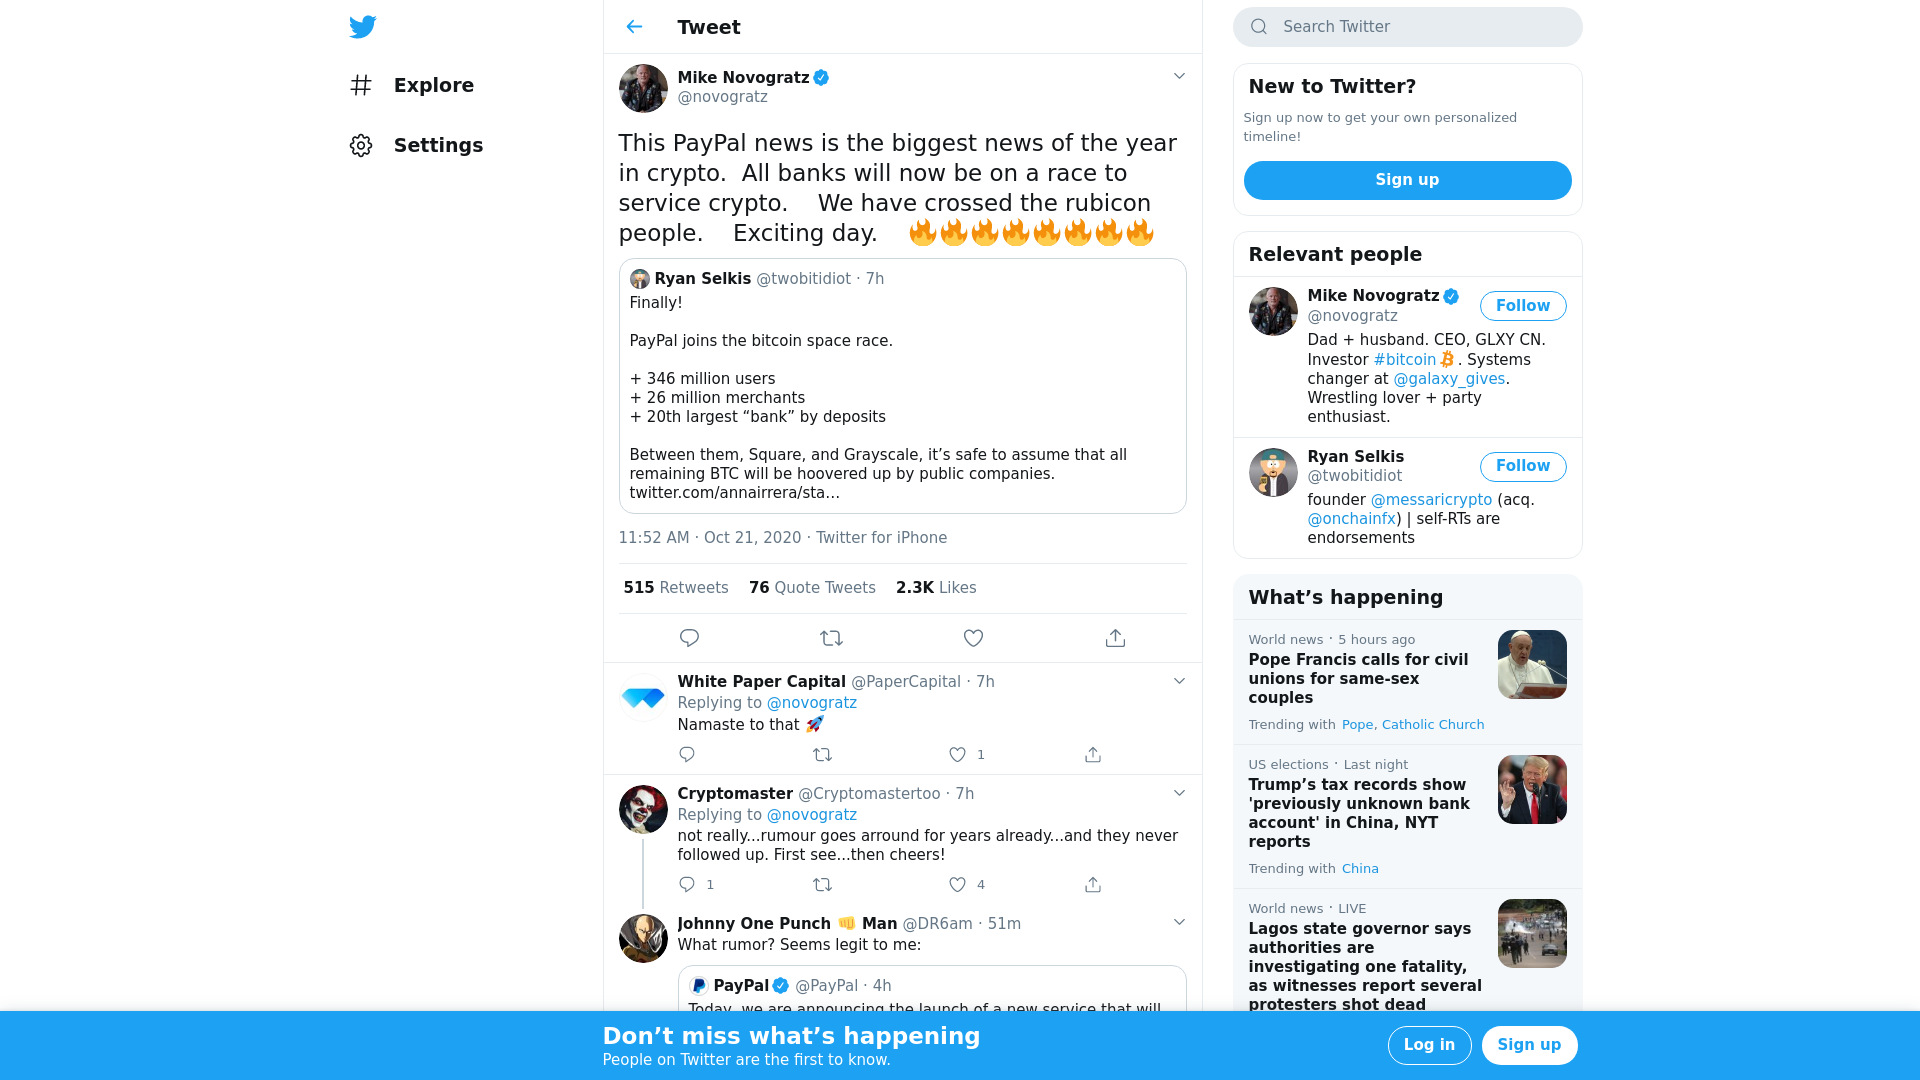 Explore
Settings
Tweet
Mike Novogratz
@novogratz
This PayPal news is the biggest news of the year
in crypto. All banks will now be on a race to
service crypto. We have crossed the rubicon
people. Exciting day. 🔥🔥🔥🔥🔥🔥🔥🔥
Ryan Selkis @twobitidiot · 7h
Finally!
PayPal joins the bitcoin space race.
+ 346 million users
+ 26 million merchants
+ 20th largest “bank” by deposits
Between them, Square, and Grayscale, it’s safe to assume that all
remaining BTC will be hoovered up by public companies.
twitter.com/annairrera/sta…
11:52 AM · Oct 21, 2020 · Twitter for iPhone
515 Retweets 76 Quote Tweets 2.3K Likes
White Paper Capital @PaperCapital · 7h
Replying to @novogratz
Namaste to that 🚀
1
Cryptomaster @Cryptomastertoo · 7h
Replying to @novogratz
not really...rumour goes arround for years already...and they never
followed up. First see...then cheers!
1 4
Johnny One Punch 👊 Man @DR6am · 51m
What rumor? Seems legit to me:
PayPal @PayPal · 4h
Today, we are announcing the launch of a new service that will
Search Twitter
New to Twitter?
Sign up now to get your own personalized
timeline!
Sign up
Relevant people
Mike Novogratz
@novogratz
Follow
Dad + husband. CEO, GLXY CN.
Investor #bitcoin. Systems
changer at @galaxy_gives.
Wrestling lover + party
enthusiast.
Ryan Selkis
@twobitidiot
Follow
founder @messaricrypto (acq.
@onchainfx) | self-RTs are
endorsements
What’s happening
World news · 5 hours ago
Pope Francis calls for civil
unions for same-sex
couples
Trending with Pope, Catholic Church
US elections · Last night
Trump’s tax records show
'previously unknown bank
account' in China, NYT
reports
Trending with China
World news · LIVE
Lagos state governor says
authorities are
investigating one fatality,
as witnesses report several
protesters shot dead
Don’t miss what’s happening
People on Twitter are the first to know.
Log in
Sign up